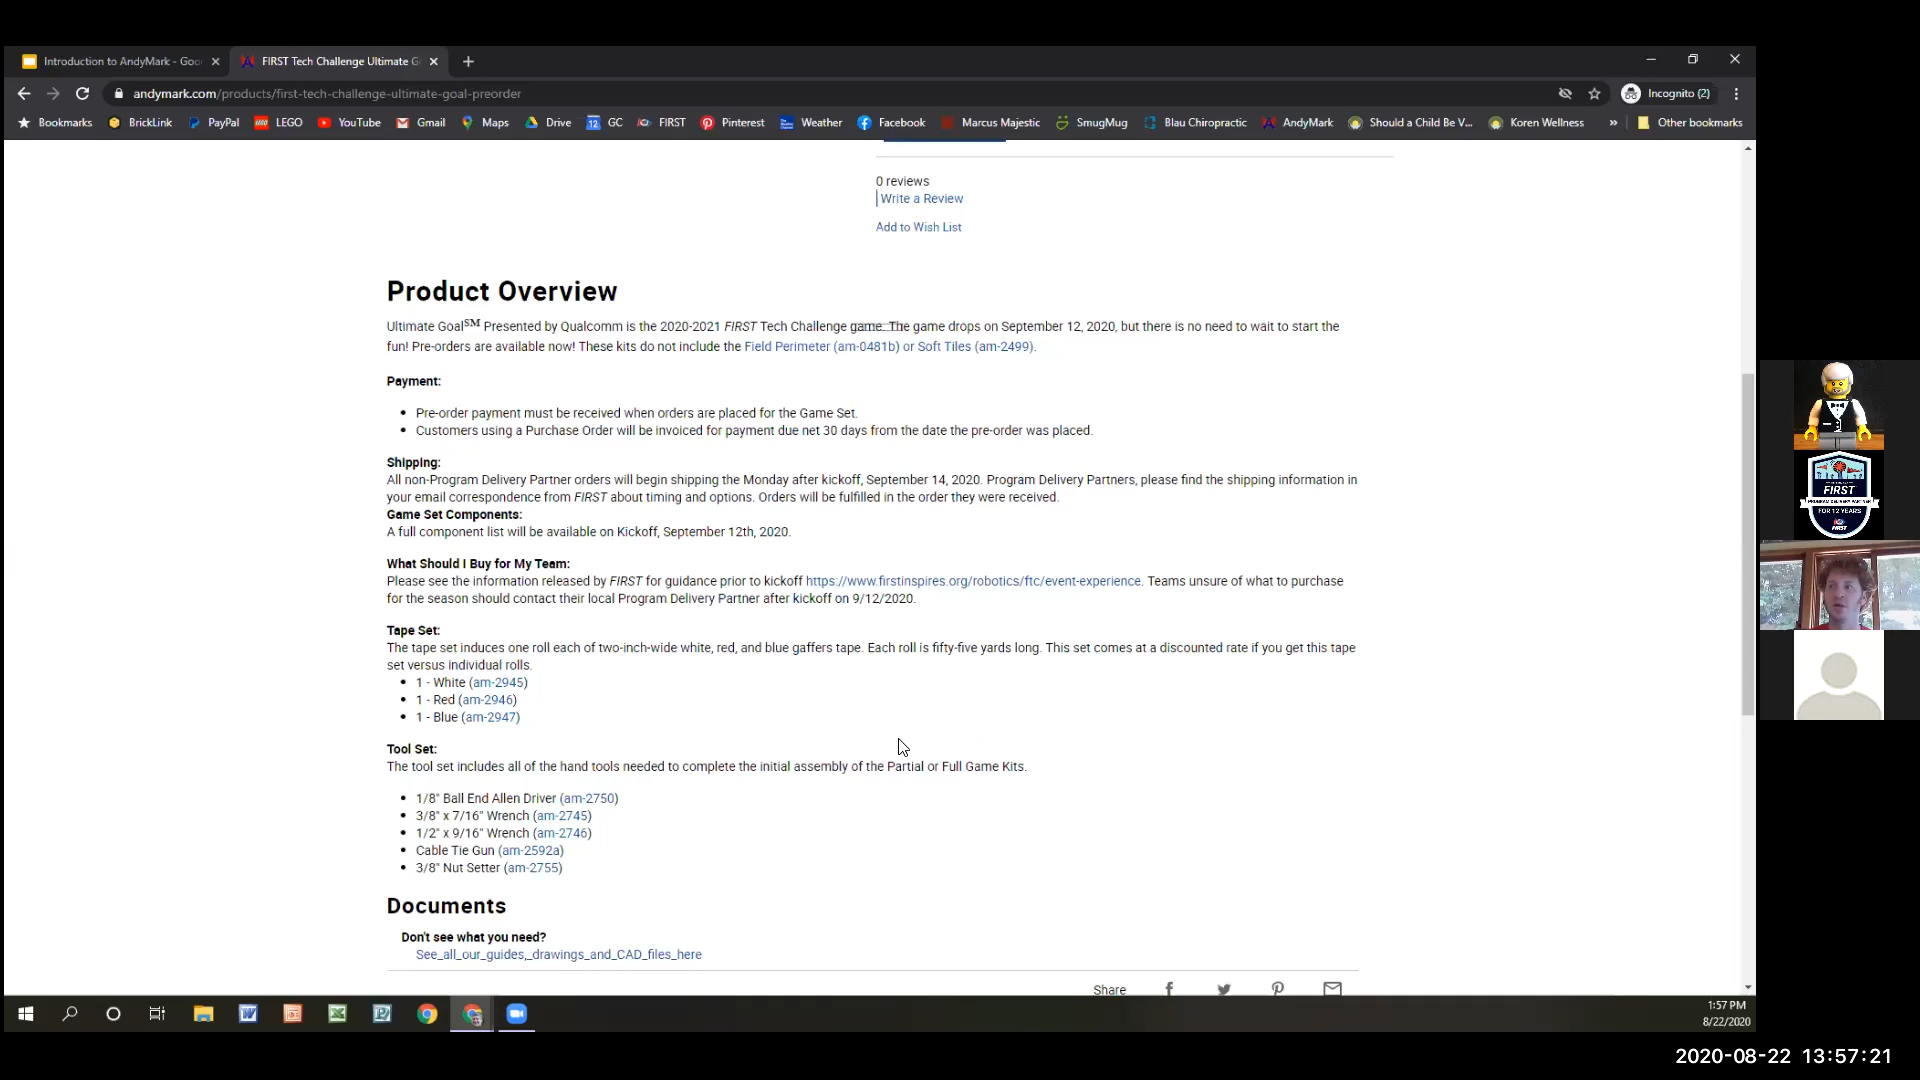 Introduction to AndyMark - Goo
FIRST Tech Challenge Ultimate G
andymark.com/products/first-tech-challenge-ultimate-goal-preorder
Incognito (2)
Bookmarks
BrickLink
PayPal
LEGO
YouTube
Gmail
Maps
Drive
GC
FIRST
Pinterest
Weather
Facebook
Marcus Majestic
SmugMug
Blau Chiropractic
AndyMark
Should a Child Be V...
Koren Wellness
»
Other bookmarks
0 reviews
Write a Review
Add to Wish List
Product Overview
Ultimate Goal℠ Presented by Qualcomm is the 2020-2021 FIRST Tech Challenge game. The game drops on September 12, 2020, but there is no need to wait to start the
fun! Pre-orders are available now! These kits do not include the Field Perimeter (am-0481b) or Soft Tiles (am-2499).
Payment:
• Pre-order payment must be received when orders are placed for the Game Set.
• Customers using a Purchase Order will be invoiced for payment due net 30 days from the date the pre-order was placed.
Shipping:
All non-Program Delivery Partner orders will begin shipping the Monday after kickoff, September 14, 2020. Program Delivery Partners, please find the shipping information in
your email correspondence from FIRST about timing and options. Orders will be fulfilled in the order they were received.
Game Set Components:
A full component list will be available on Kickoff, September 12th, 2020.
What Should I Buy for My Team:
Please see the information released by FIRST for guidance prior to kickoff https://www.firstinspires.org/robotics/ftc/event-experience. Teams unsure of what to purchase
for the season should contact their local Program Delivery Partner after kickoff on 9/12/2020.
Tape Set:
The tape set induces one roll each of two-inch-wide white, red, and blue gaffers tape. Each roll is fifty-five yards long. This set comes at a discounted rate if you get this tape
set versus individual rolls.
• 1 - White (am-2945)
• 1 - Red (am-2946)
• 1 - Blue (am-2947)
Tool Set:
The tool set includes all of the hand tools needed to complete the initial assembly of the Partial or Full Game Kits.
• 1/8" Ball End Allen Driver (am-2750)
• 3/8" x 7/16" Wrench (am-2745)
• 1/2" x 9/16" Wrench (am-2746)
• Cable Tie Gun (am-2592a)
• 3/8" Nut Setter (am-2755)
Documents
Don't see what you need?
See_all_our_guides,_drawings_and_CAD_files_here
Share
FIRST
PROGRAM DELIVERY PARTNER
FOR 12 YEARS
FIRST
1:57 PM
8/22/2020
2020-08-22 13:57:21